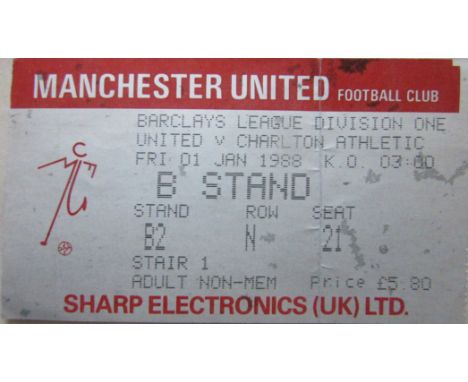 MANCHESTER UNITED FOOTBALL CLUB
BARCLAYS LEAGUE DIVISION ONE
UNITED V CHARLTON ATHLETIC
FRI 01 JAN 1988 K.O. 03:00
B STAND
STAND ROW SEAT
B2 N 21
STAIR 1
ADULT NON-MEM Price £5.80
SHARP ELECTRONICS (UK) LTD.